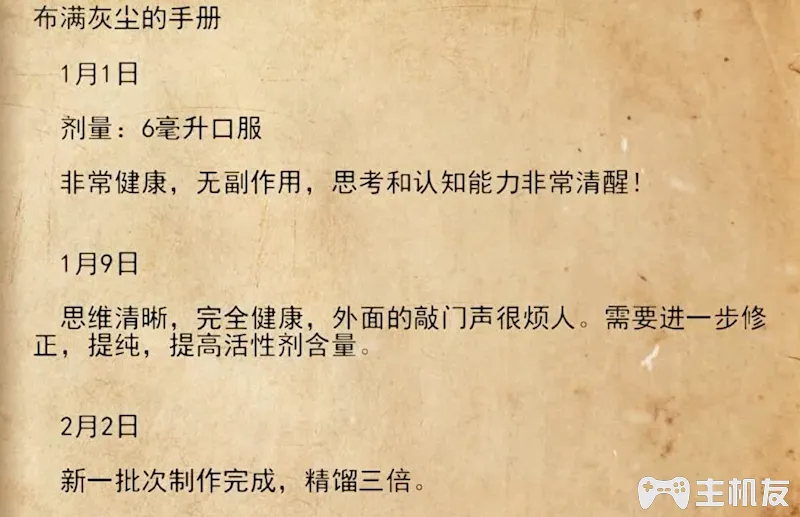 布满灰尘的手册
1月1日
剂量：6毫升口服
非常健康，无副作用，思考和认知能力非常清醒！
1月9日
思维清晰，完全健康，外面的敲门声很烦人。需要进一步修
正，提纯，提高活性剂含量。
2月2日
新一批次制作完成，精馏三倍。
主机友